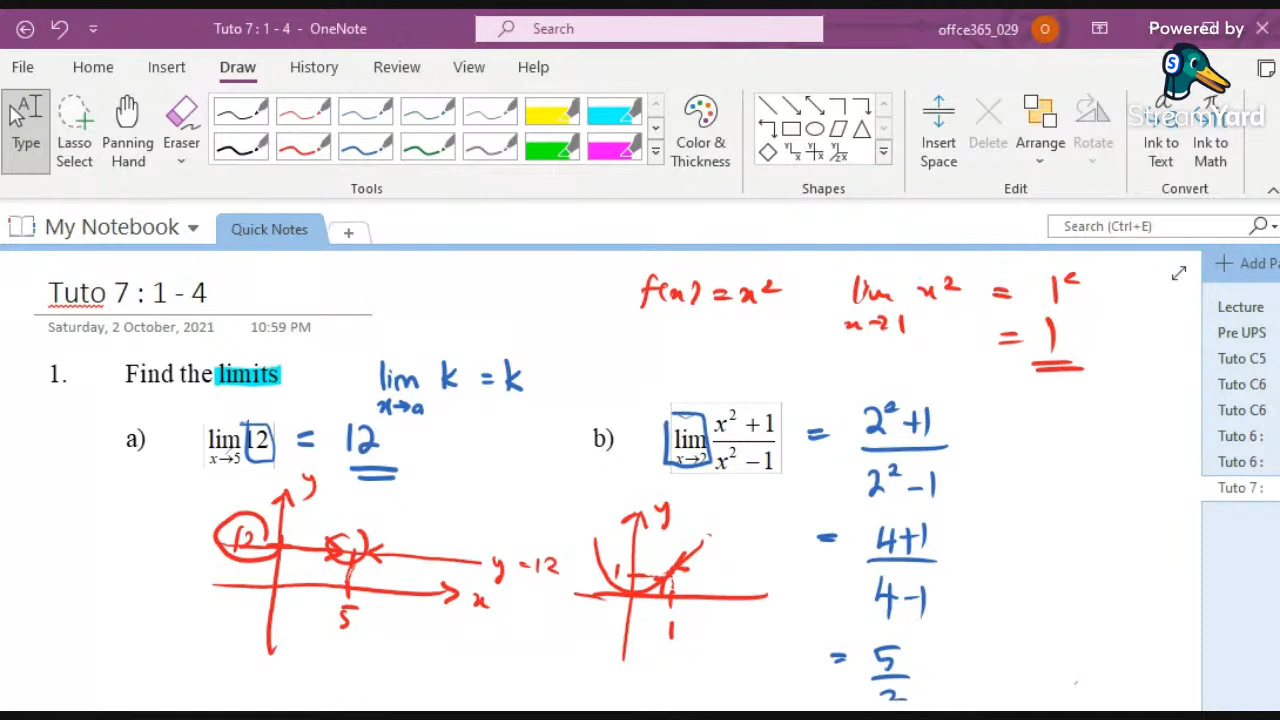 Tuto 7 : 1 - 4 - OneNote
Search
offce365_029
O
Powered by
StreamYard
File Home Insert Draw History Review View Help
Type
Lasso Select
Panning Hand
Eraser
Color & Thickness
Insert Space
Delete
Arrange
Rotate
Ink to Text
Ink to Math
Tools
Shapes
Edit
Convert
My Notebook
Quick Notes
Search (Ctrl+E)
Add Pa
Tuto 7 : 1 - 4
Saturday, 2 October, 2021 10:59 PM
Lecture
Pre UPS
Tuto C5
Tuto C6
Tuto C6
Tuto 6 :
Tuto 6 :
Tuto 7 :
f(x) = x² lim x→1 x² = 1²
= 1
1. Find the limits
lim x→a k = k
a) lim x→5 12 = 12
b) lim x→2 (x² + 1)/(x² − 1) = (2² + 1)/(2² − 1)
y
12
y = 12
x
5
y
1
1
= (4+1)/(4−1)
= 5/3